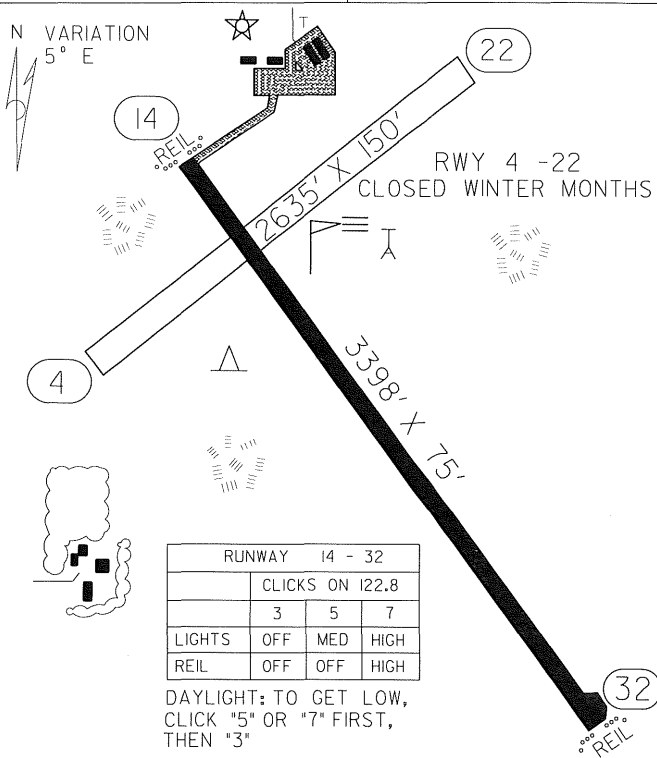 N VARIATION
5° E
T
22
14
REIL
2635' X 150'
RWY 4 -22
CLOSED WINTER MONTHS
4
3398' X 75'
RUNWAY 14 - 32
CLICKS ON 122.8
3 5 7
LIGHTS OFF MED HIGH
REIL OFF OFF HIGH
DAYLIGHT: TO GET LOW,
CLICK "5" OR "7" FIRST,
THEN "3"
32
REIL